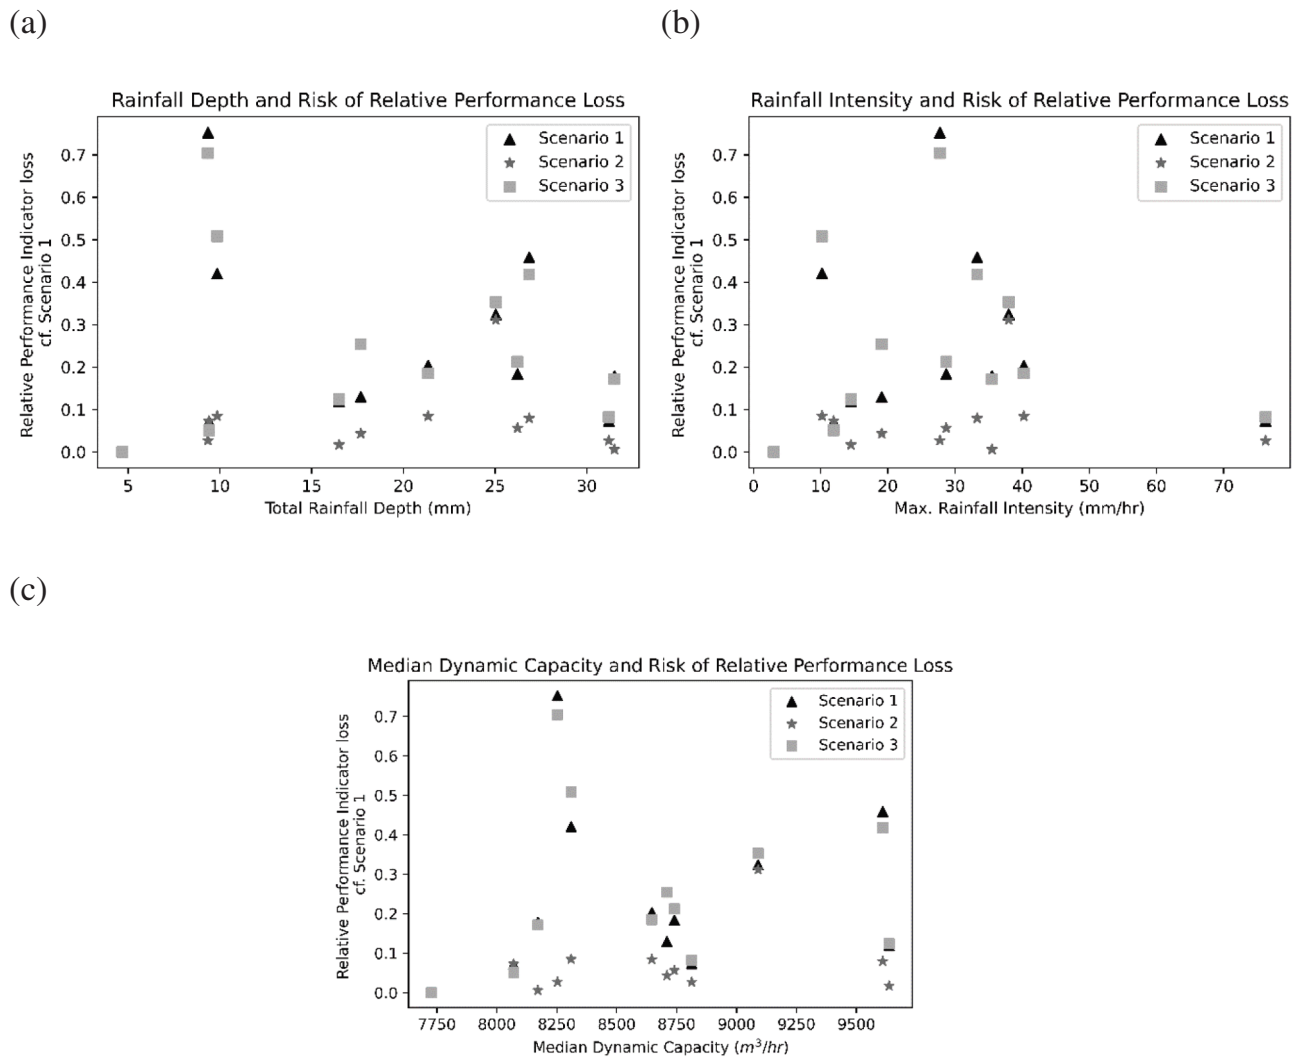 (a)
Rainfall Depth and Risk of Relative Performance Loss
Relative Performance Indicator loss
cf. Scenario 1
0.7
0.6
0.5
0.4
0.3
0.2
0.1
0.0
Scenario 1
Scenario 2
Scenario 3
5 10 15 20 25 30
Total Rainfall Depth (mm)
(b)
Rainfall Intensity and Risk of Relative Performance Loss
Relative Performance Indicator loss
cf. Scenario 1
0.7
0.6
0.5
0.4
0.3
0.2
0.1
0.0
Scenario 1
Scenario 2
Scenario 3
0 10 20 30 40 50 60 70
Max. Rainfall Intensity (mm/hr)
(c)
Median Dynamic Capacity and Risk of Relative Performance Loss
Relative Performance Indicator loss
cf. Scenario 1
0.7
0.6
0.5
0.4
0.3
0.2
0.1
0.0
Scenario 1
Scenario 2
Scenario 3
7750 8000 8250 8500 8750 9000 9250 9500
Median Dynamic Capacity (m³/hr)